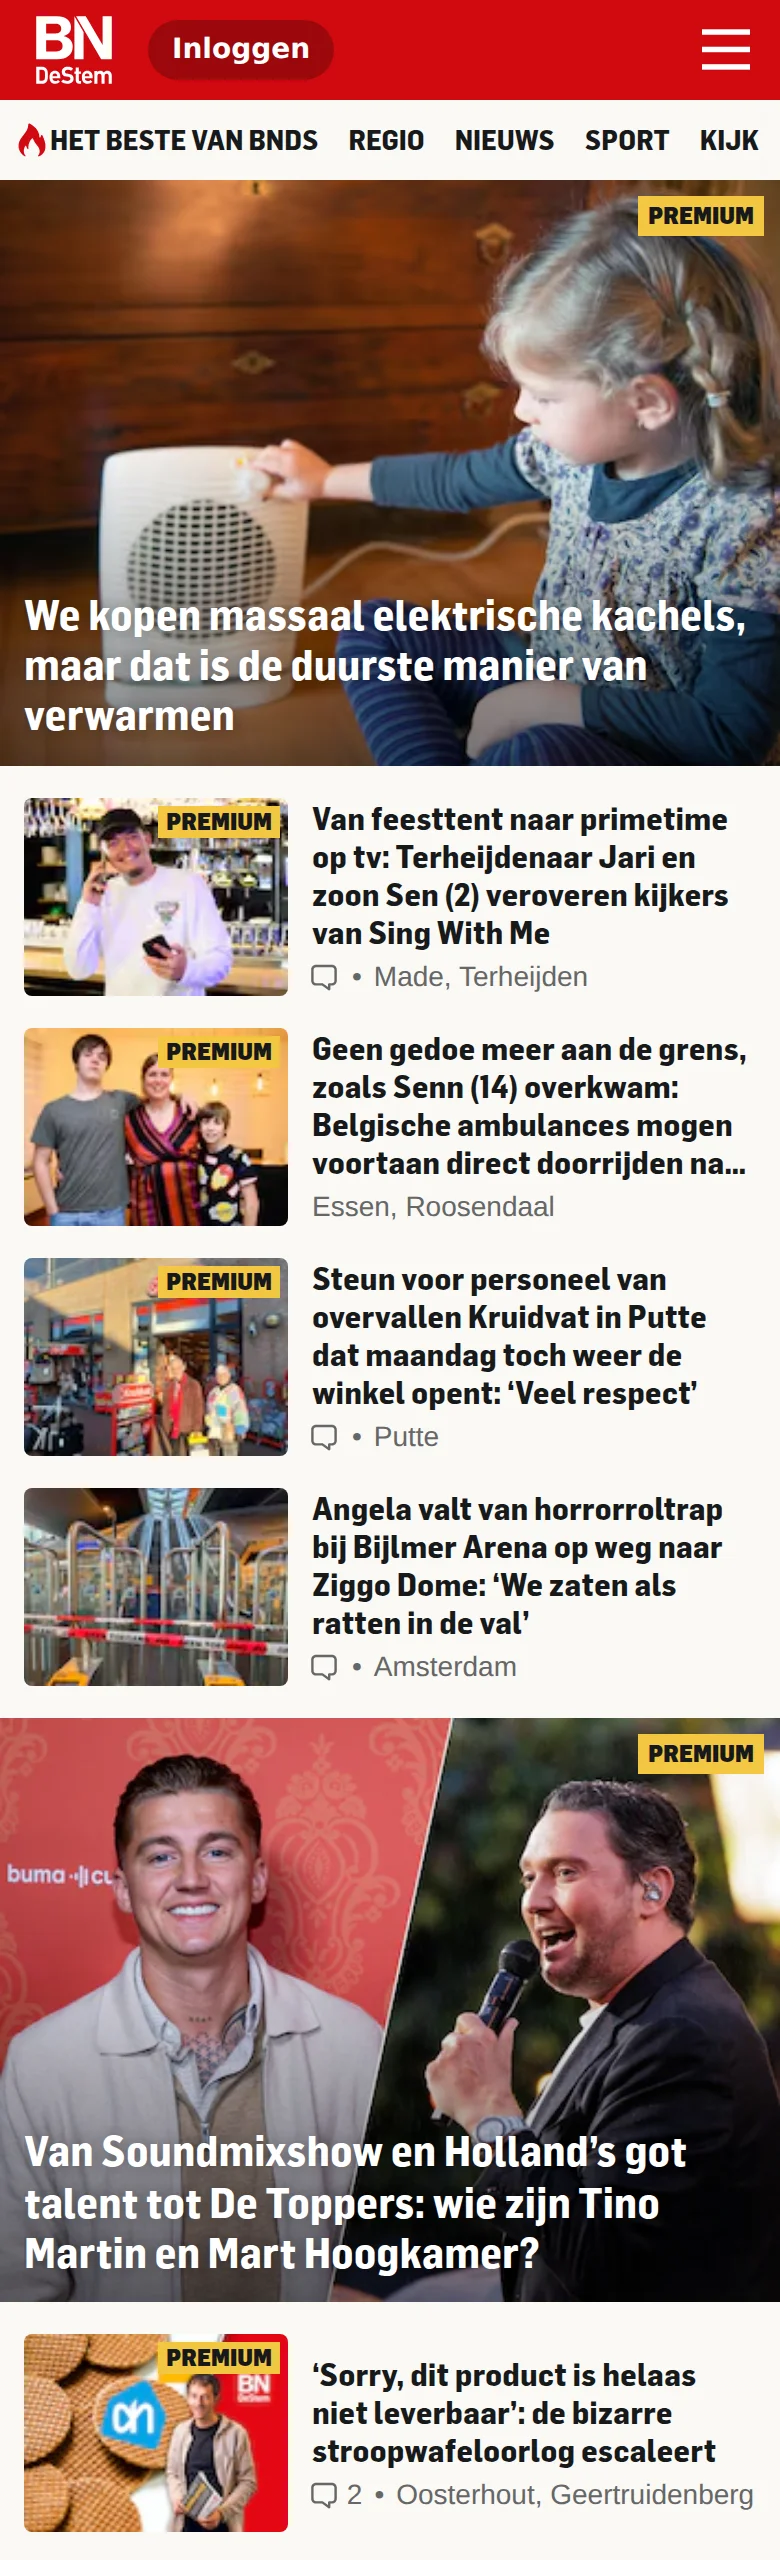 BN
DeStem
Inloggen
HET BESTE VAN BNDS REGIO NIEUWS SPORT KIJK
PREMIUM
We kopen massaal elektrische kachels,
maar dat is de duurste manier van
verwarmen
PREMIUM
Van feesttent naar primetime
op tv: Terheijdenaar Jari en
zoon Sen (2) veroveren kijkers
van Sing With Me
• Made, Terheijden
PREMIUM
Geen gedoe meer aan de grens,
zoals Senn (14) overkwam:
Belgische ambulances mogen
voortaan direct doorrijden na...
Essen, Roosendaal
PREMIUM
Steun voor personeel van
overvallen Kruidvat in Putte
dat maandag toch weer de
winkel opent: ‘Veel respect’
• Putte
Angela valt van horrorroltrap
bij Bijlmer Arena op weg naar
Ziggo Dome: ‘We zaten als
ratten in de val’
• Amsterdam
PREMIUM
buma
Van Soundmixshow en Holland’s got
talent tot De Toppers: wie zijn Tino
Martin en Mart Hoogkamer?
PREMIUM
BN
DeStem
‘Sorry, dit product is helaas
niet leverbaar’: de bizarre
stroopwafeloorlog escaleert
2 • Oosterhout, Geertruidenberg